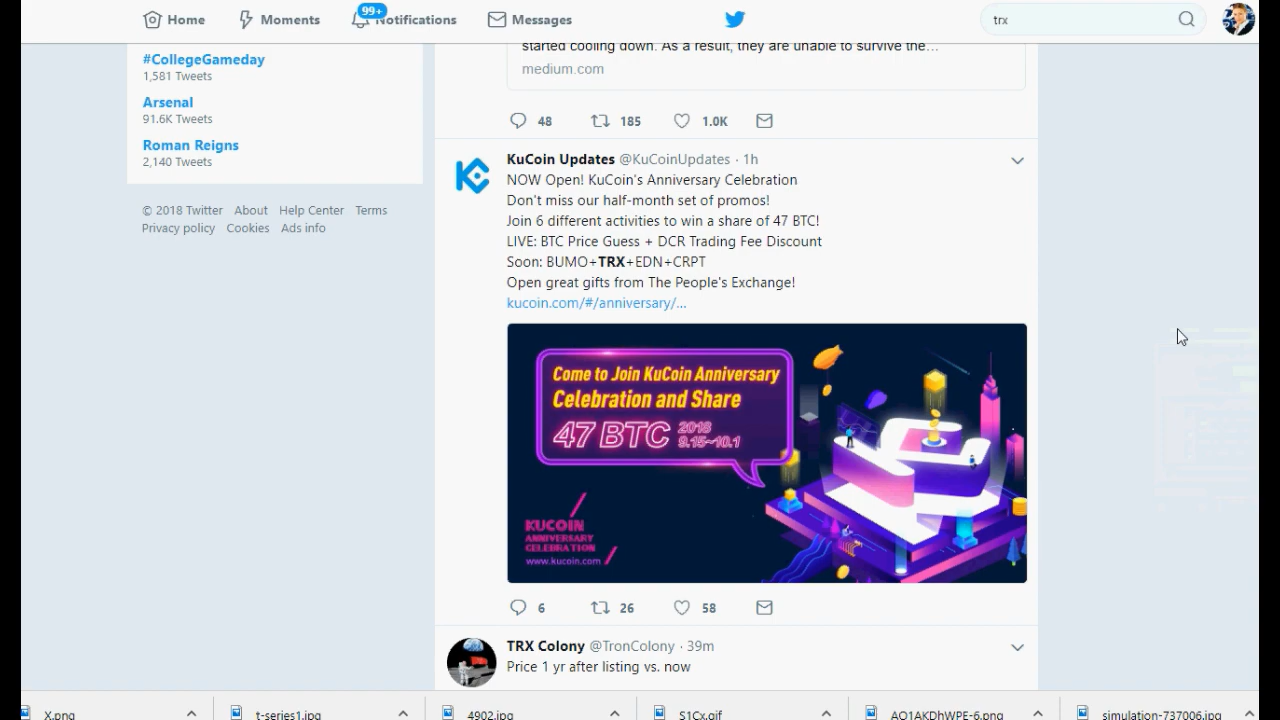 Home
Moments
99+
Notifications
Messages
trx
#CollegeGameday
1,581 Tweets
Arsenal
91.6K Tweets
Roman Reigns
2,140 Tweets
© 2018 Twitter About Help Center Terms
Privacy policy Cookies Ads info
started cooling down. As a result, they are unable to survive the…
medium.com
48 185 1.0K
KuCoin Updates @KuCoinUpdates · 1h
NOW Open! KuCoin's Anniversary Celebration
Don't miss our half-month set of promos!
Join 6 different activities to win a share of 47 BTC!
LIVE: BTC Price Guess + DCR Trading Fee Discount
Soon: BUMO+TRX+EDN+CRPT
Open great gifts from The People's Exchange!
kucoin.com/#/anniversary/...
Come to Join KuCoin Anniversary
Celebration and Share
47 BTC 2018
9.15~10.1
KUCOIN
ANNIVERSARY
CELEBRATION
www.kucoin.com
6 26 58
TRX Colony @TronColony · 39m
Price 1 yr after listing vs. now
X.png
t-series1.jpg
4902.jpg
S1Cx.gif
AO1AKDhWPE-6.png
simulation-737006.jpg